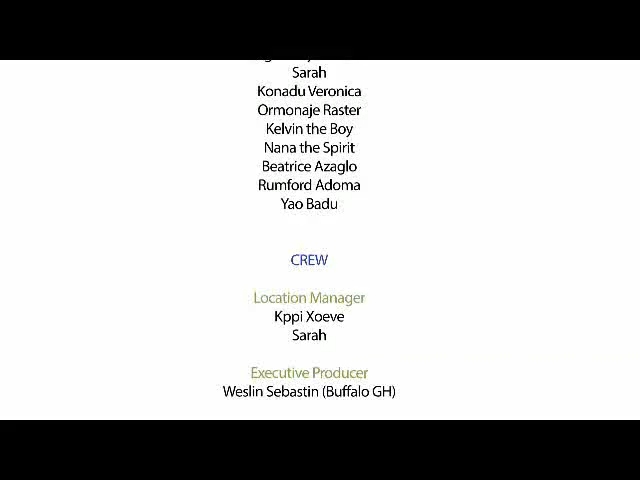 Sarah
Konadu Veronica
Ormonaje Raster
Kelvin the Boy
Nana the Spirit
Beatrice Azaglo
Rumford Adoma
Yao Badu
CREW
Location Manager
Kppi Xoeve
Sarah
Executive Producer
Weslin Sebastin (Buffalo GH)